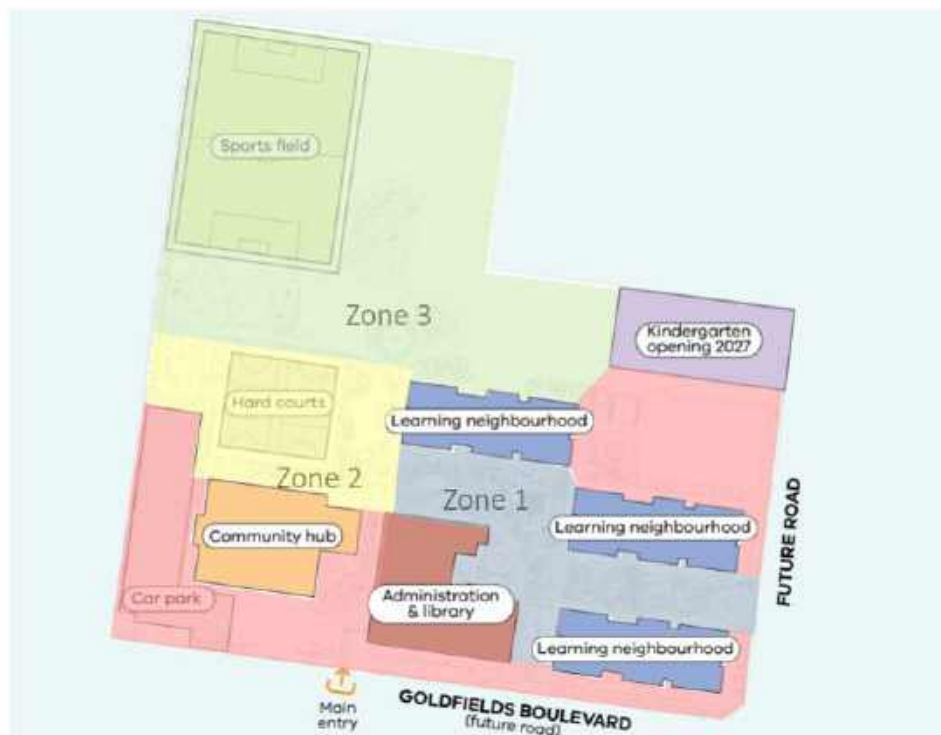 Sports field
Zone 3
Kindergarten
opening 2027
Hard courts
Learning neighbourhood
Zone 2
Zone 1
Community hub
Learning neighbourhood
FUTURE ROAD
Car park
Administration
& library
Learning neighbourhood
Main
entry
GOLDFIELDS BOULEVARD
(future road)